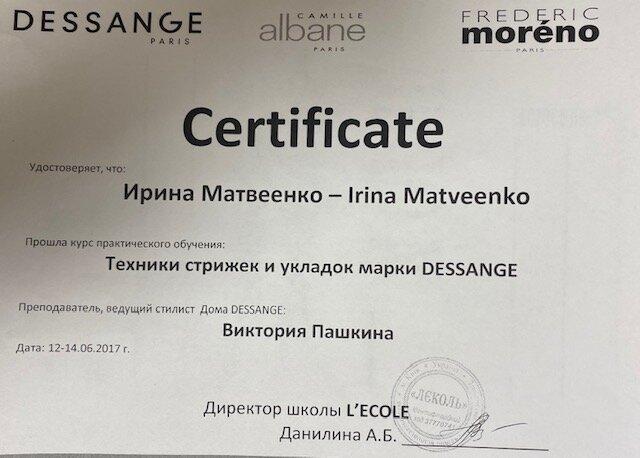 DESSANGE
PARIS
CAMILLE
albane
PARIS
FREDERIC
moréno
PARIS
Certificate
Удостоверяет, что:
Ирина Матвеенко – Irina Matveenko
Прошла курс практического обучения:
Техники стрижек и укладок марки DESSANGE
Преподаватель, ведущий стилист Дома DESSANGE:
Виктория Пашкина
Дата: 12-14.06.2017 г.
«ЛЄКОЛЬ»
Директор школы L’ECOLE
Данилина А.Б.